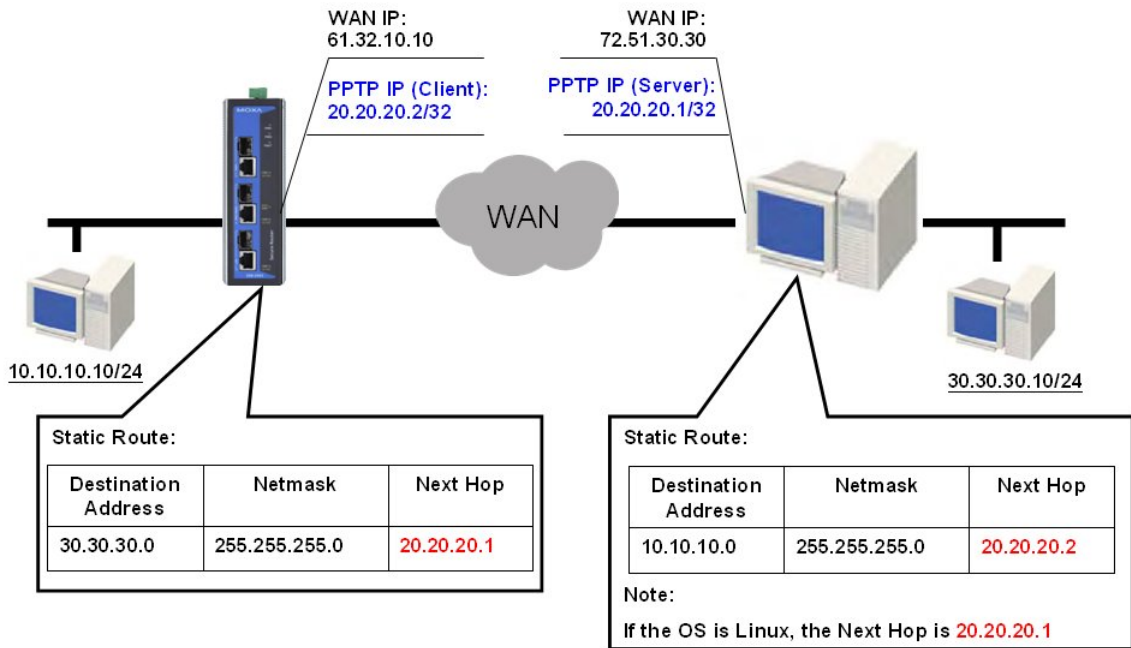 WAN IP:
61.32.10.10
PPTP IP (Client):
20.20.20.2/32
WAN IP:
72.51.30.30
PPTP IP (Server):
20.20.20.1/32
MOXA
WAN
10.10.10.10/24
30.30.30.10/24
Static Route:
Destination Address
Netmask
Next Hop
30.30.30.0
255.255.255.0
20.20.20.1
Static Route:
Destination Address
Netmask
Next Hop
10.10.10.0
255.255.255.0
20.20.20.2
Note:
If the OS is Linux, the Next Hop is 20.20.20.1